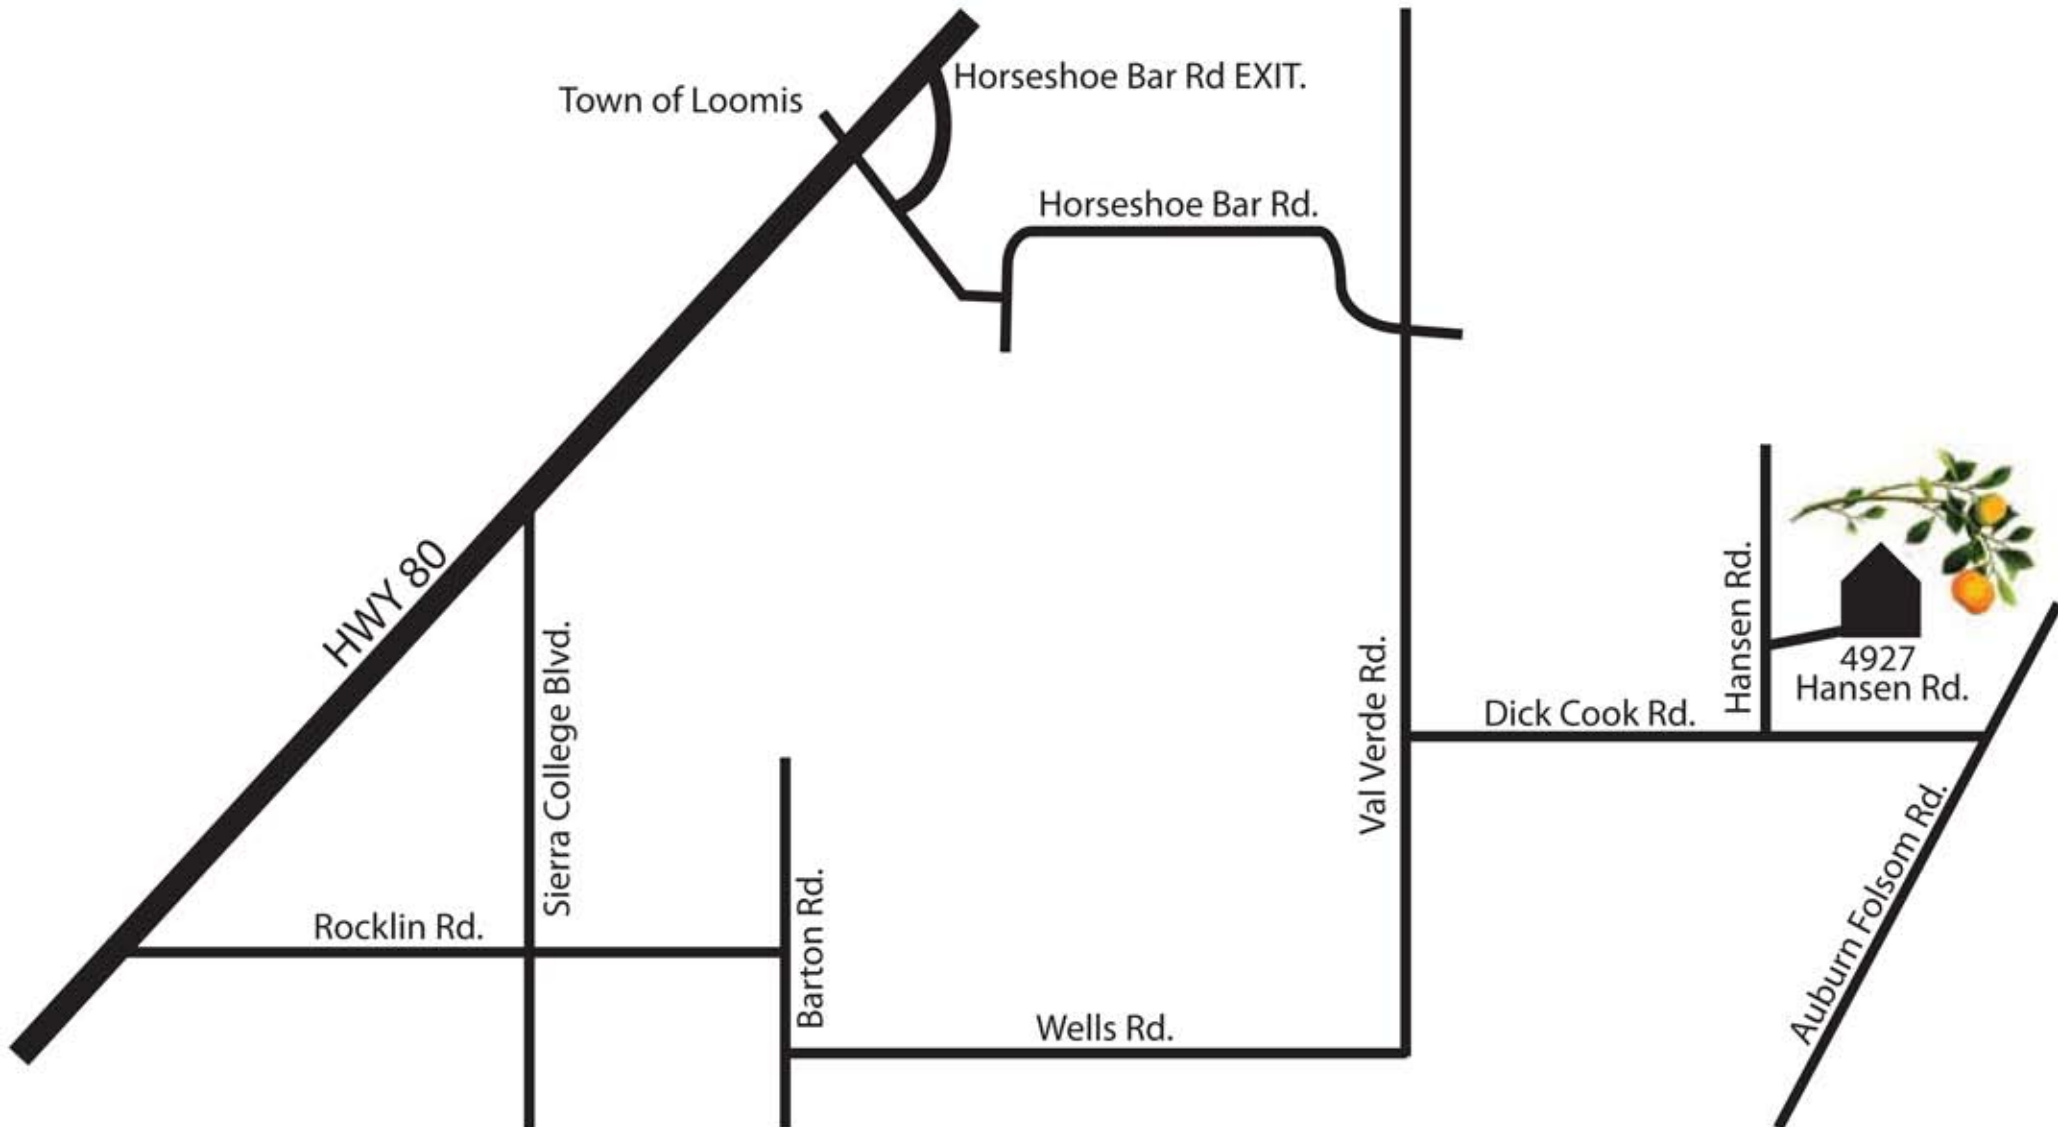 Horseshoe Bar Rd EXIT.
Town of Loomis
Horseshoe Bar Rd.
HWY 80
Sierra College Blvd.
Hansen Rd.
4927
Hansen Rd.
Val Verde Rd.
Dick Cook Rd.
Auburn Folsom Rd.
Rocklin Rd.
Barton Rd.
Wells Rd.